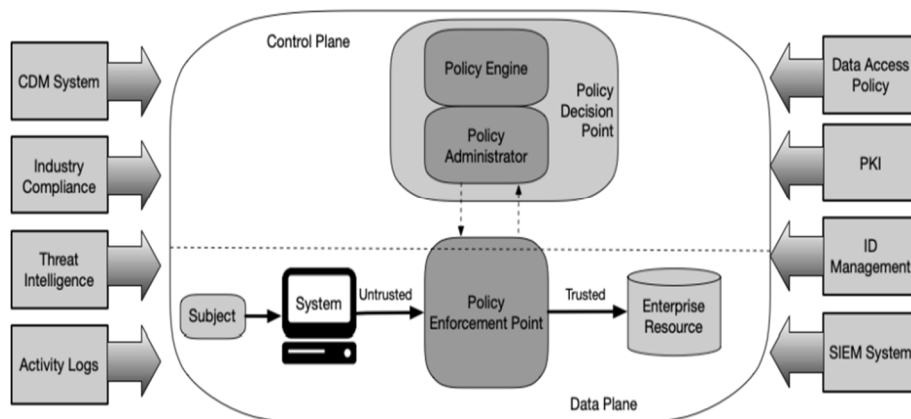 Control Plane
CDM System
Industry
Compliance
Threat
Intelligence
Activity Logs
Policy Engine
Policy
Administrator
Policy
Decision
Point
Data Access
Policy
PKI
ID
Management
SIEM System
Subject
System
Untrusted
Policy
Enforcement Point
Trusted
Enterprise
Resource
Data Plane